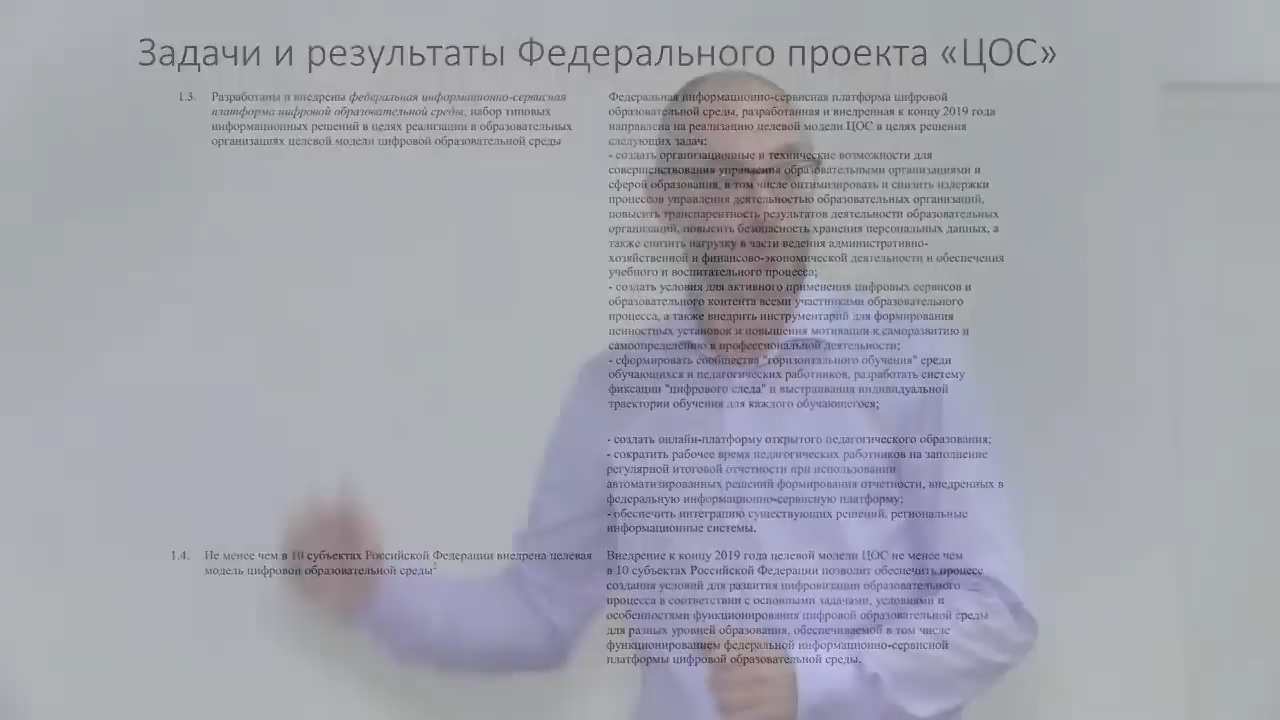 Задачи и результаты Федерального проекта «ЦОС»
1.3. Разработаны и внедрены федеральная информационно-сервисная
платформа цифровой образовательной среды, набор типовых
информационных решений в целях реализации в образовательных
организациях целевой модели цифровой образовательной среды
Федеральная информационно-сервисная платформа цифровой
образовательной среды, разработанная и внедренная к концу 2019 года
направлена на реализацию целевой модели ЦОС в целях решения
следующих задач:
- создать организационные и технические возможности для
совершенствования управления образовательными организациями и
сферой образования, в том числе оптимизировать и снизить издержки
процессов управления деятельностью образовательных организаций,
повысить транспарентность результатов деятельности образовательных
организаций, повысить безопасность хранения персональных данных, а
также снизить нагрузку в части ведения административно-
хозяйственной и финансово-экономической деятельности и обеспечения
учебного и воспитательного процесса;
- создать условия для активного применения цифровых сервисов и
образовательного контента всеми участниками образовательного
процесса, а также внедрить инструментарий для формирования
ценностных установок и повышения мотивации к саморазвитию и
самоопределению в профессиональной деятельности;
- сформировать сообщества "горизонтального обучения" среди
обучающихся и педагогических работников, разработать систему
фиксации "цифрового следа" и выстраивания индивидуальной
траектории обучения для каждого обучающегося;
- создать онлайн-платформу открытого педагогического образования;
- сократить рабочее время педагогических работников на заполнение
регулярной итоговой отчетности при использовании
автоматизированных решений формирования отчетности, внедренных в
федеральную информационно-сервисную платформу;
- обеспечить интеграцию существующих решений, региональные
информационные системы.
1.4. Не менее чем в 10 субъектах Российской Федерации внедрена целевая
модель цифровой образовательной среды²
Внедрение к концу 2019 года целевой модели ЦОС не менее чем
в 10 субъектах Российской Федерации позволит обеспечить процесс
создания условий для развития цифровизации образовательного
процесса в соответствии с основными задачами, условиями и
особенностями функционирования цифровой образовательной среды
для разных уровней образования, обеспечиваемой в том числе
функционированием федеральной информационно-сервисной
платформы цифровой образовательной среды.